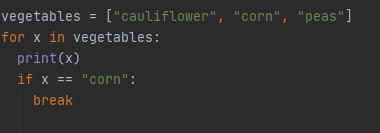 vegetables = ["cauliflower", "corn", "peas"]
for x in vegetables:
  print(x)
  if x == "corn":
    break